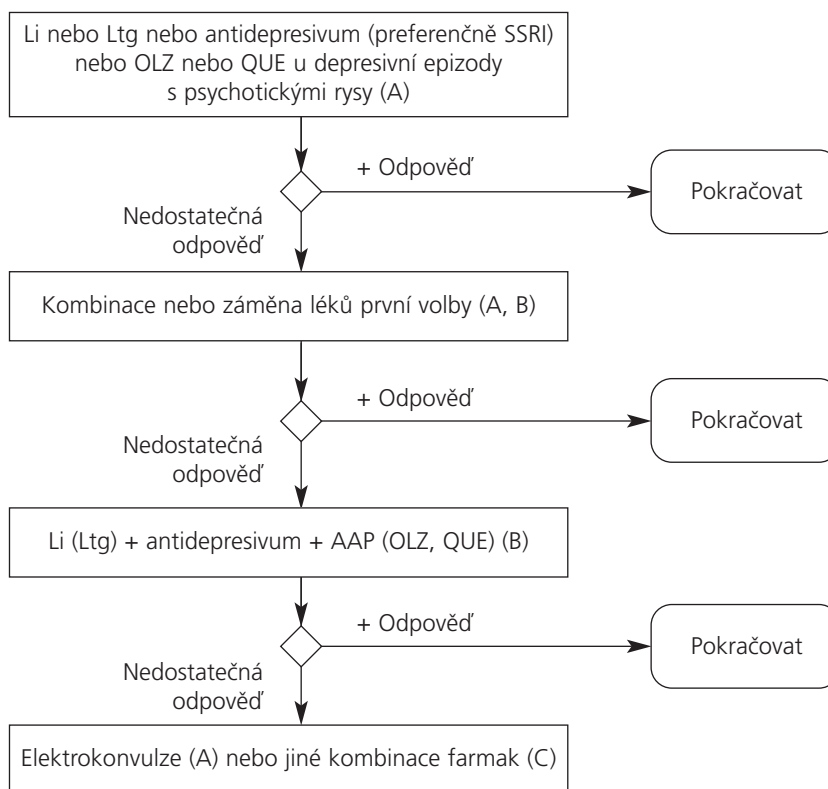 Li nebo Ltg nebo antidepresivum (preferenčně SSRI)
nebo OLZ nebo QUE u depresivní epizody
s psychotickými rysy (A)
+ Odpověď
Pokračovat
Nedostatečná
odpověď
Kombinace nebo záměna léků první volby (A, B)
+ Odpověď
Pokračovat
Nedostatečná
odpověď
Li (Ltg) + antidepresivum + AAP (OLZ, QUE) (B)
+ Odpověď
Pokračovat
Nedostatečná
odpověď
Elektrokonvulze (A) nebo jiné kombinace farmak (C)